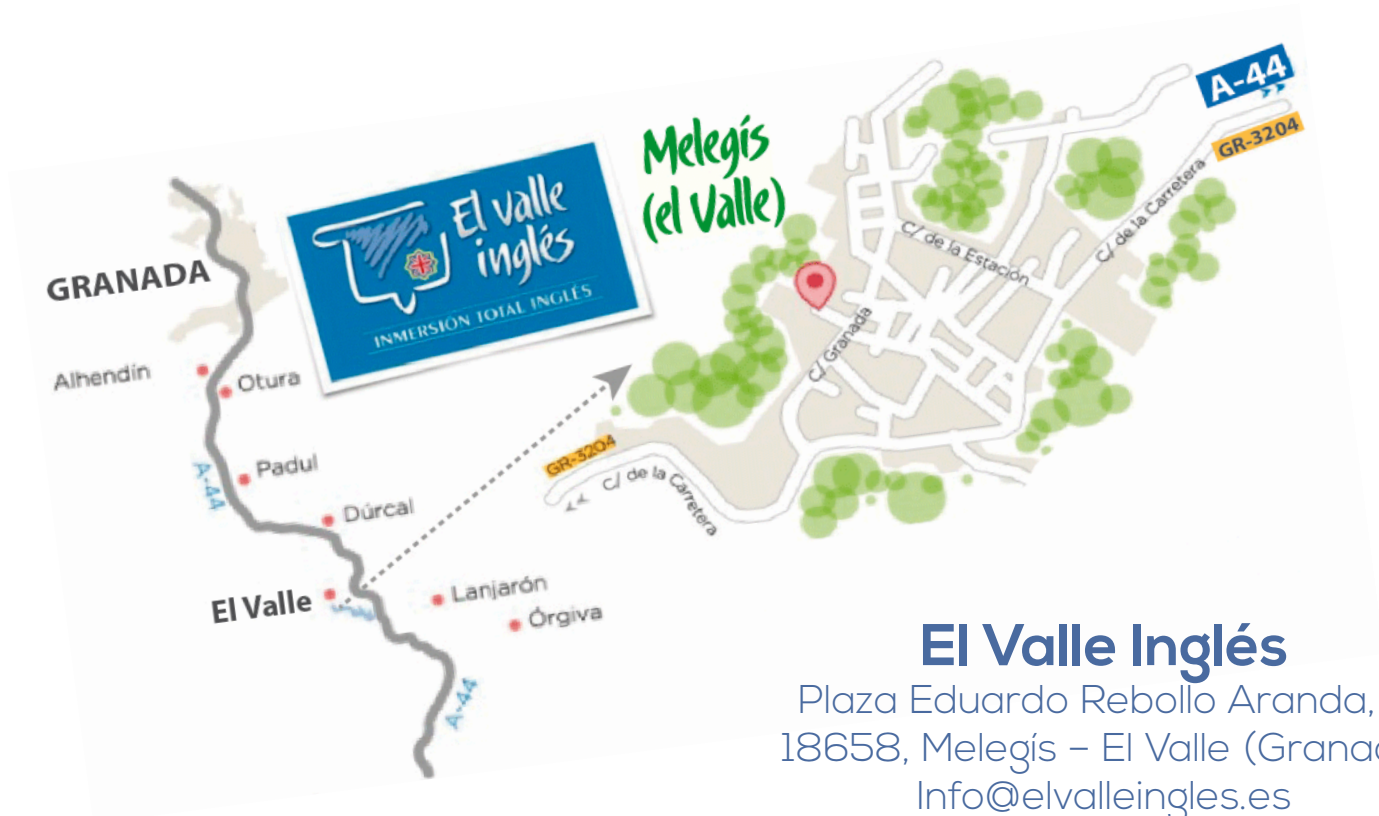 A-44
GR-3204
Melegís
(el Valle)
El valle
inglés
INMERSIÓN TOTAL INGLÉS
C/ de la Carretera
C/ de la Estación
C/ Granada
GRANADA
Alhendín
Otura
A-44
Padul
Dúrcal
GR-3204
C/ de la Carretera
El Valle
Lanjarón
Órgiva
A-44
El Valle Inglés
Plaza Eduardo Rebollo Aranda,
18658, Melegís – El Valle (Grana
Info@elvalleingles.es